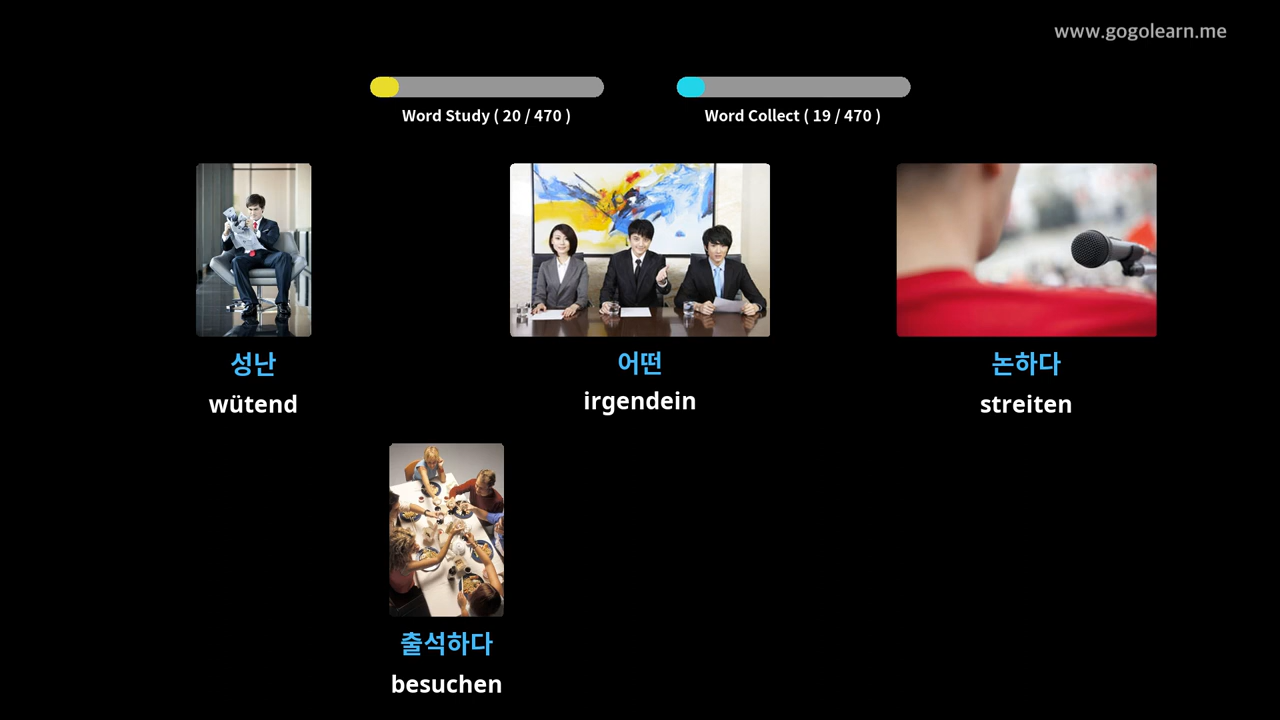 www.gogolearn.me
Word Study ( 20 / 470 )
Word Collect ( 19 / 470 )
성난
wütend
어떤
irgendein
논하다
streiten
출석하다
besuchen